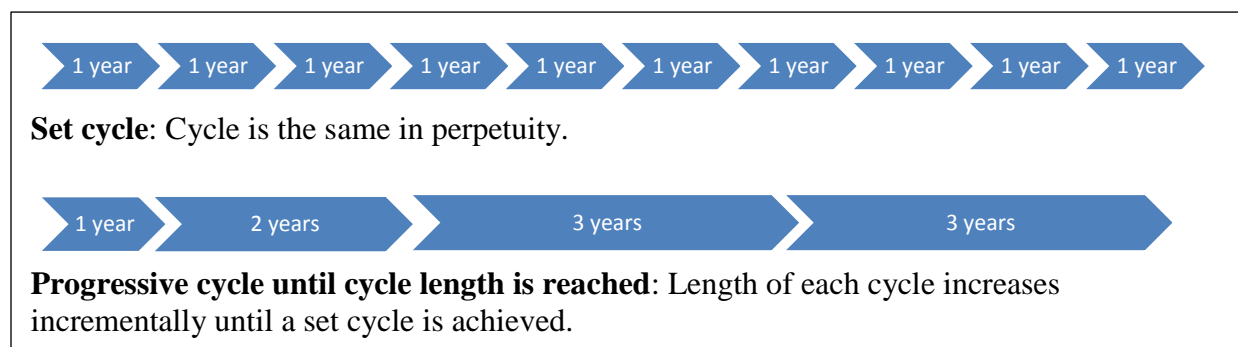 1 year 1 year 1 year 1 year 1 year 1 year 1 year 1 year 1 year 1 year
Set cycle: Cycle is the same in perpetuity.
1 year 2 years 3 years 3 years
Progressive cycle until cycle length is reached: Length of each cycle increases
incrementally until a set cycle is achieved.